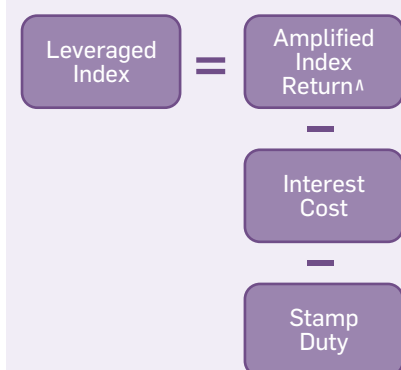 Leveraged
Index
=
Amplified
Index
Return^
–
Interest
Cost
–
Stamp
Duty